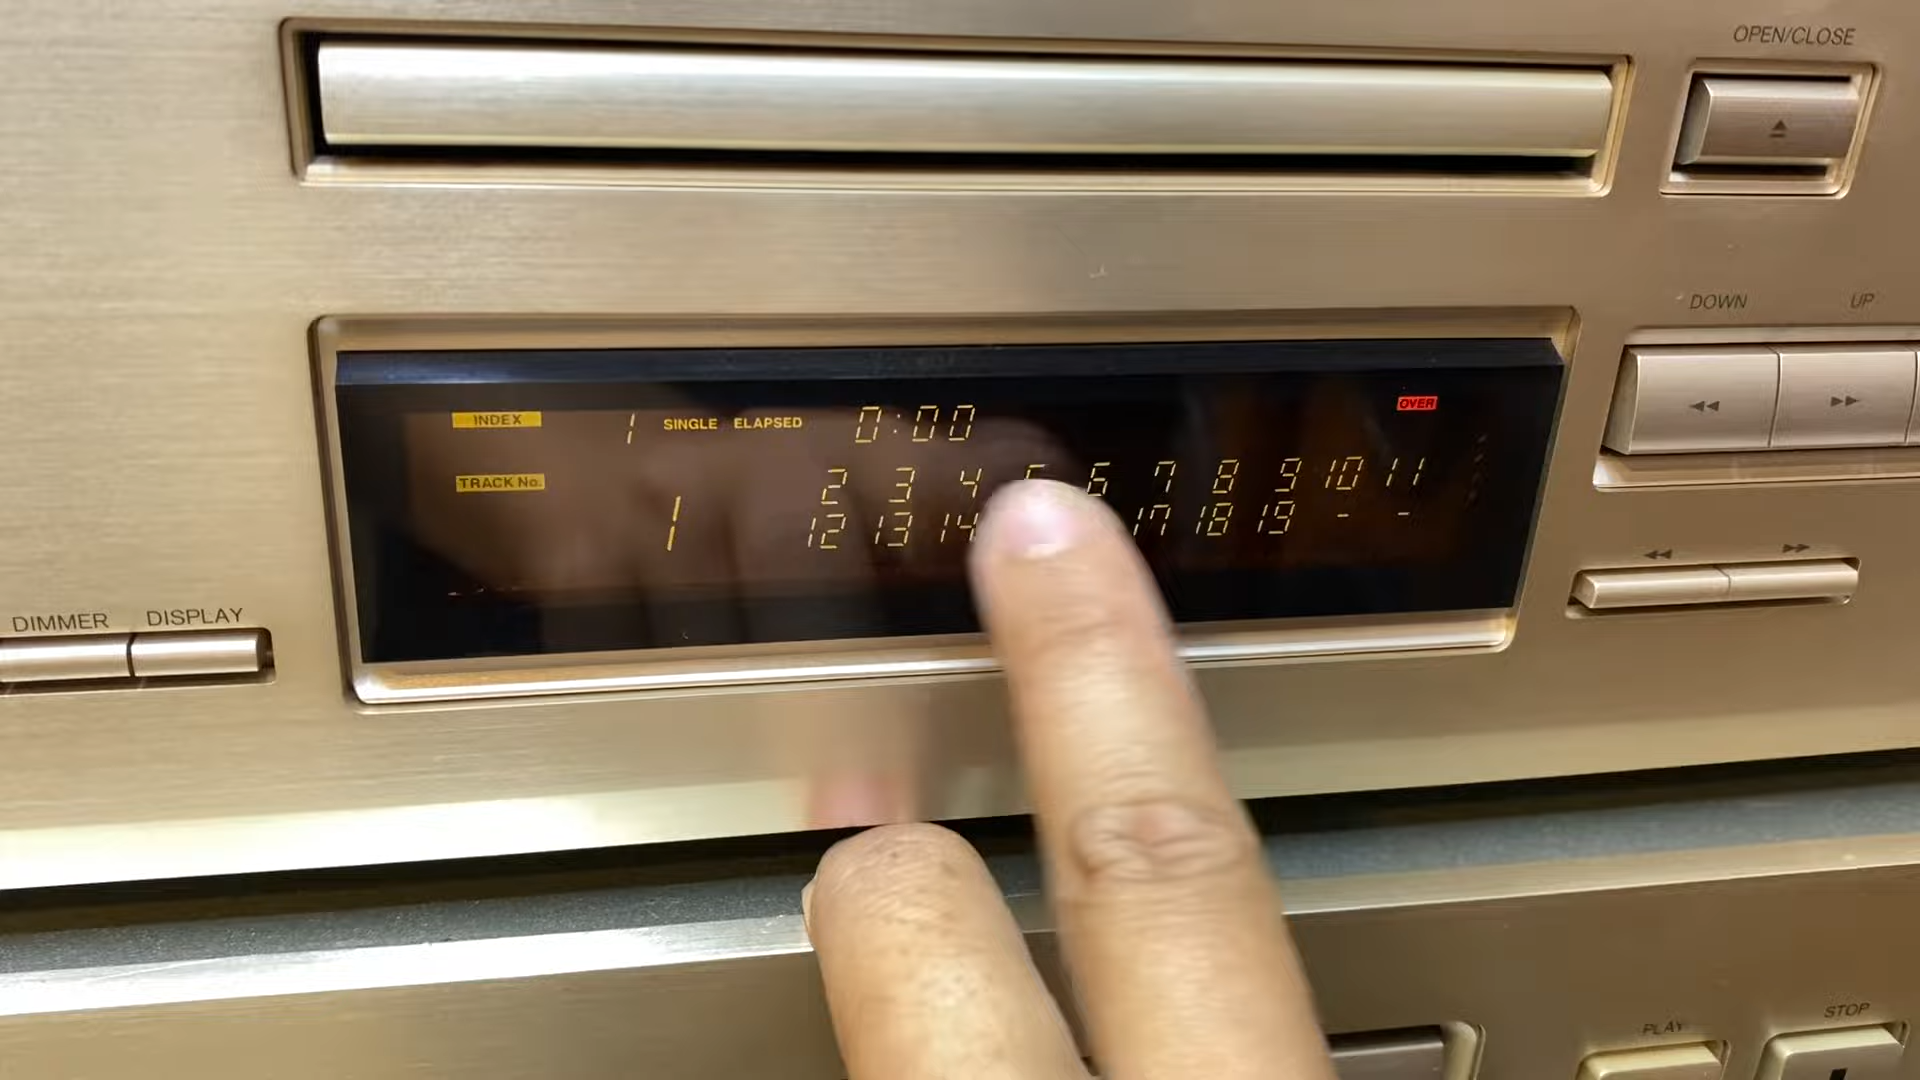 OPEN/CLOSE
DOWN UP
INDEX 1 SINGLE ELAPSED 0:00 OVER
TRACK No. 1
2 3 4 5 6 7 8 9 10 11
12 13 14 17 18 19 - -
DIMMER DISPLAY
PLAY STOP